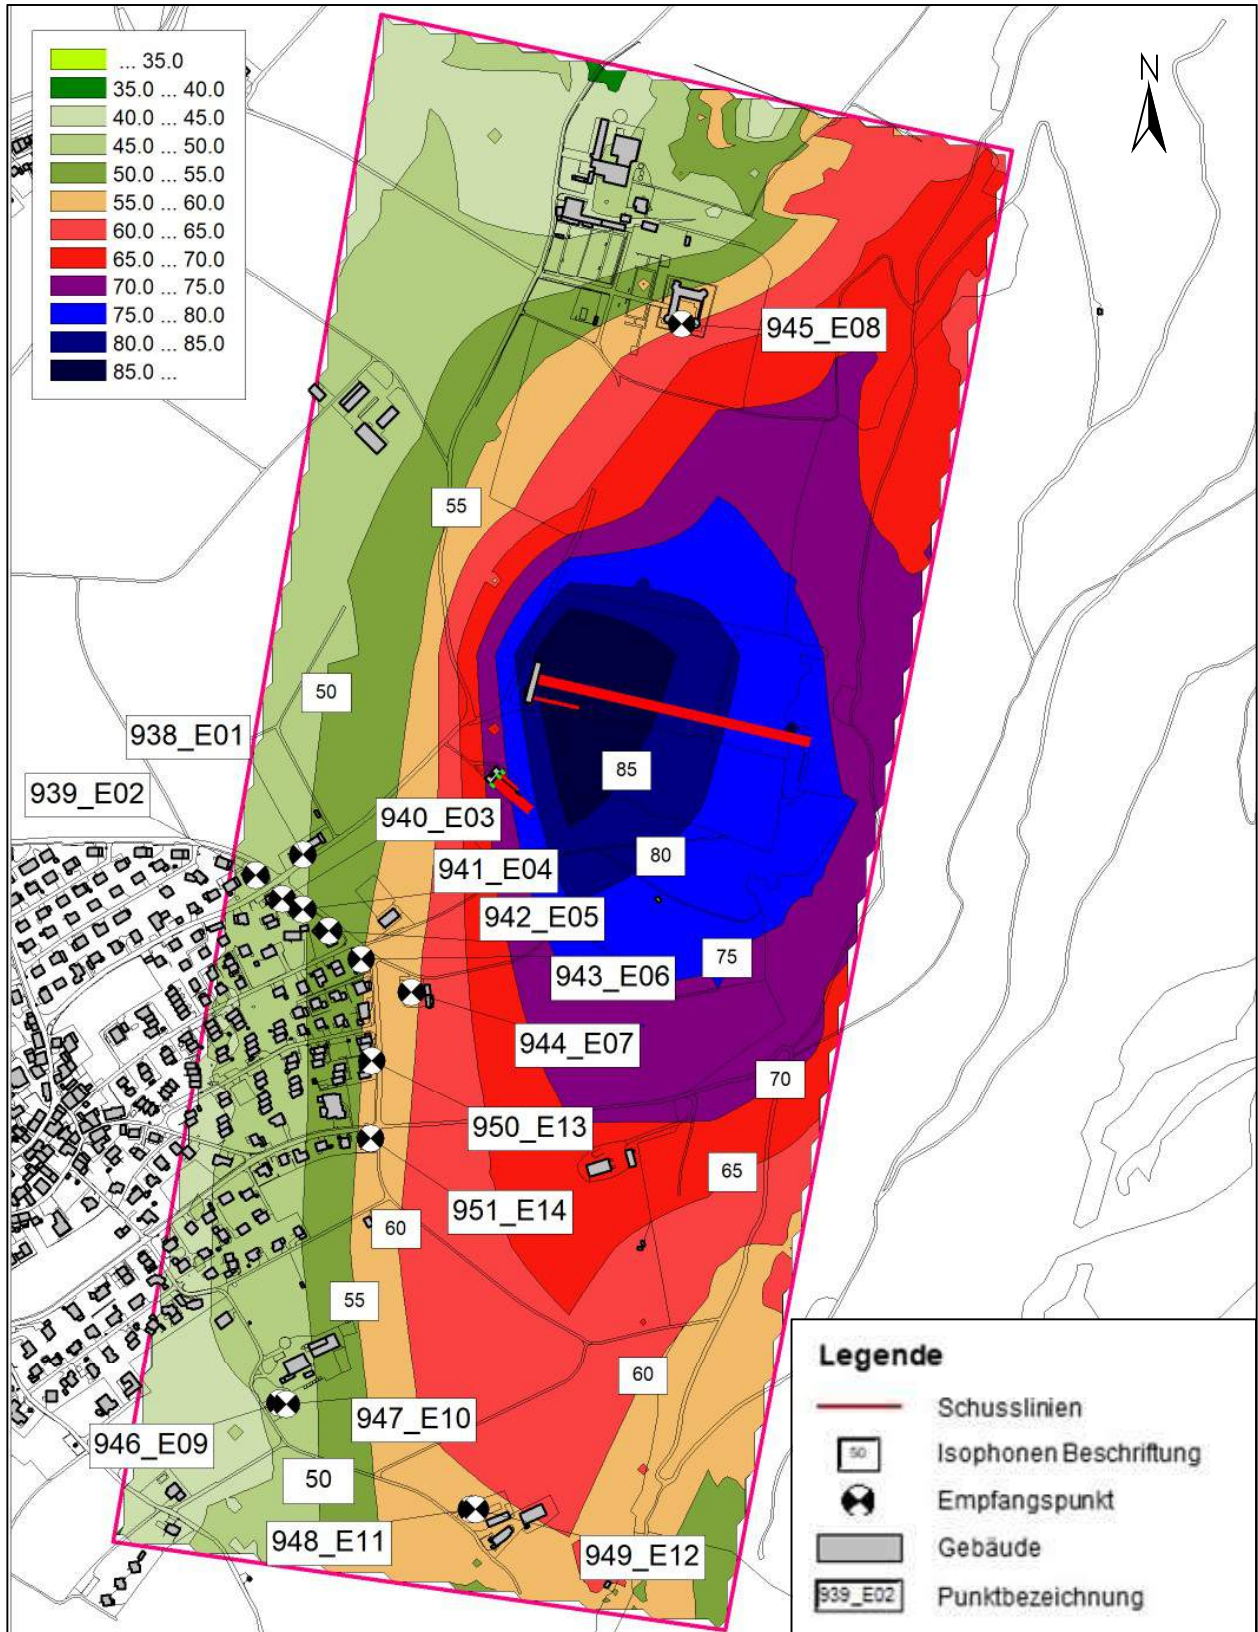 ... 35.0
35.0 ... 40.0
40.0 ... 45.0
45.0 ... 50.0
50.0 ... 55.0
55.0 ... 60.0
60.0 ... 65.0
65.0 ... 70.0
70.0 ... 75.0
75.0 ... 80.0
80.0 ... 85.0
85.0 ...
N
945_E08
55
50
938_E01
939_E02
85
940_E03
80
941_E04
942_E05
75
943_E06
944_E07
70
950_E13
65
951_E14
60
55
60
947_E10
946_E09
50
948_E11
949_E12
Legende
Schusslinien
50 Isophonen Beschriftung
Empfangspunkt
Gebäude
939_E02 Punktbezeichnung